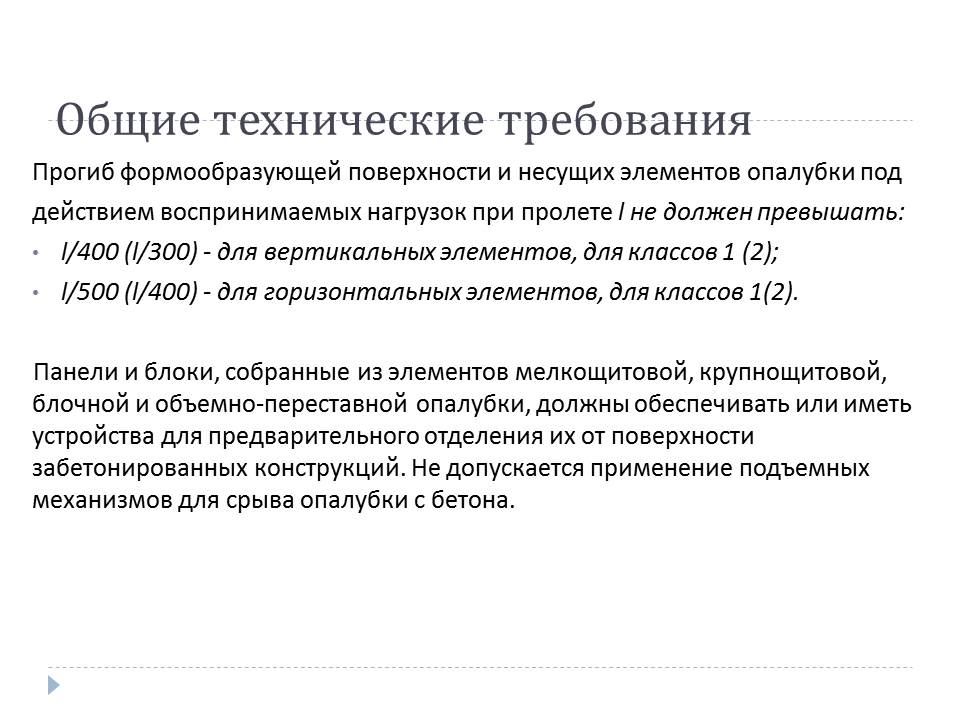 Общие технические требования
Прогиб формообразующей поверхности и несущих элементов опалубки под
действием воспринимаемых нагрузок при пролете l не должен превышать:
• l/400 (l/300) - для вертикальных элементов, для классов 1 (2);
• l/500 (l/400) - для горизонтальных элементов, для классов 1(2).
Панели и блоки, собранные из элементов мелкощитовой, крупнощитовой,
блочной и объемно-переставной опалубки, должны обеспечивать или иметь
устройства для предварительного отделения их от поверхности
забетонированных конструкций. Не допускается применение подъемных
механизмов для срыва опалубки с бетона.